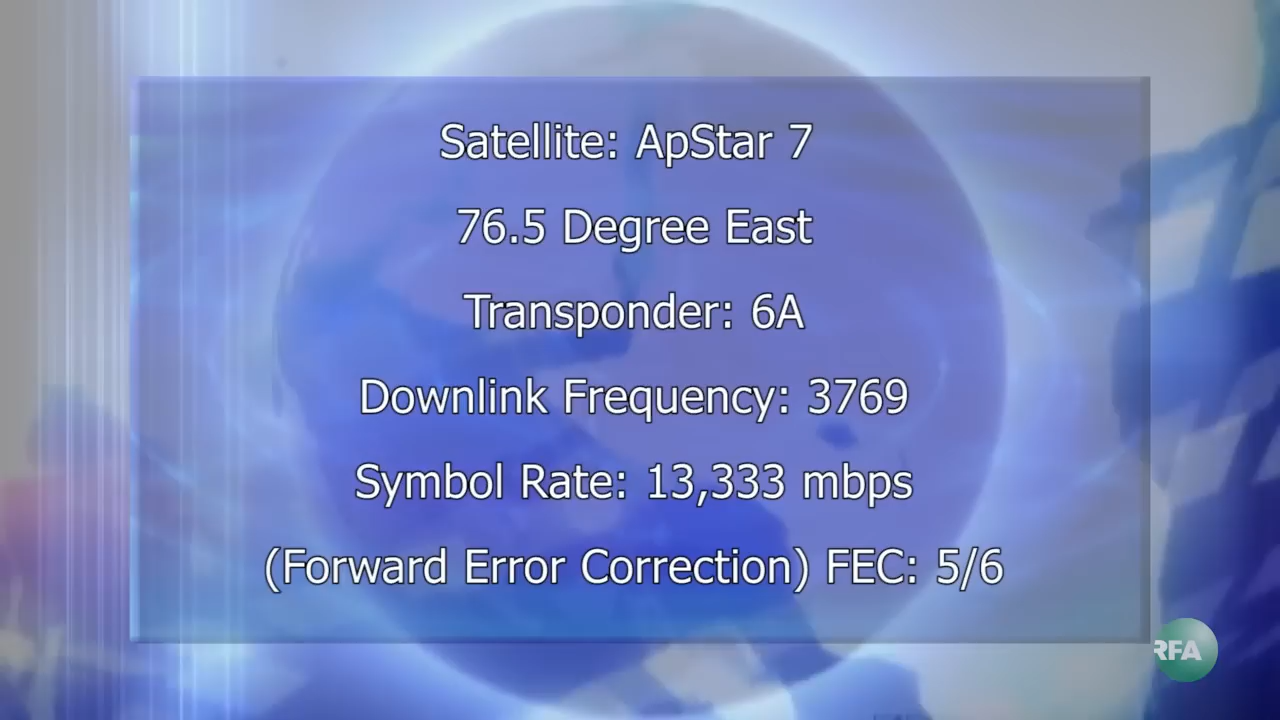 Satellite: ApStar 7
76.5 Degree East
Transponder: 6A
Downlink Frequency: 3769
Symbol Rate: 13,333 mbps
(Forward Error Correction) FEC: 5/6
RFA